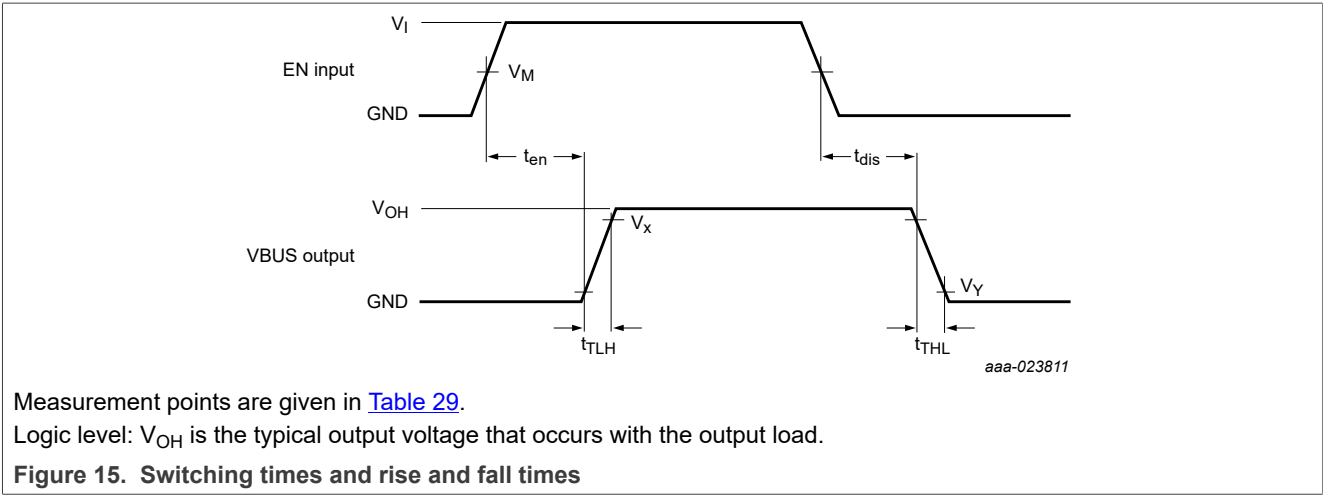 V_I
EN input
V_M
GND
t_en
t_dis
V_OH
V_x
VBUS output
V_Y
GND
t_TLH
t_THL
aaa-023811
Measurement points are given in Table 29.
Logic level: V_OH is the typical output voltage that occurs with the output load.
Figure 15. Switching times and rise and fall times